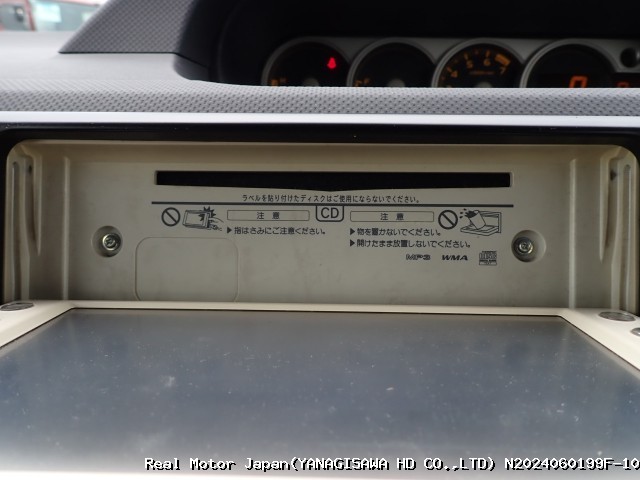 ラベルを貼り付けたディスクはご使用にならないでください。
注 意 CD 注 意
▶指はさみにご注意ください。
▶物を置かないでください。
▶開けたまま放置しないでください。
MP3 WMA
Real Motor Japan(YANAGISAWA HD CO.,LTD) N2024060199F-10